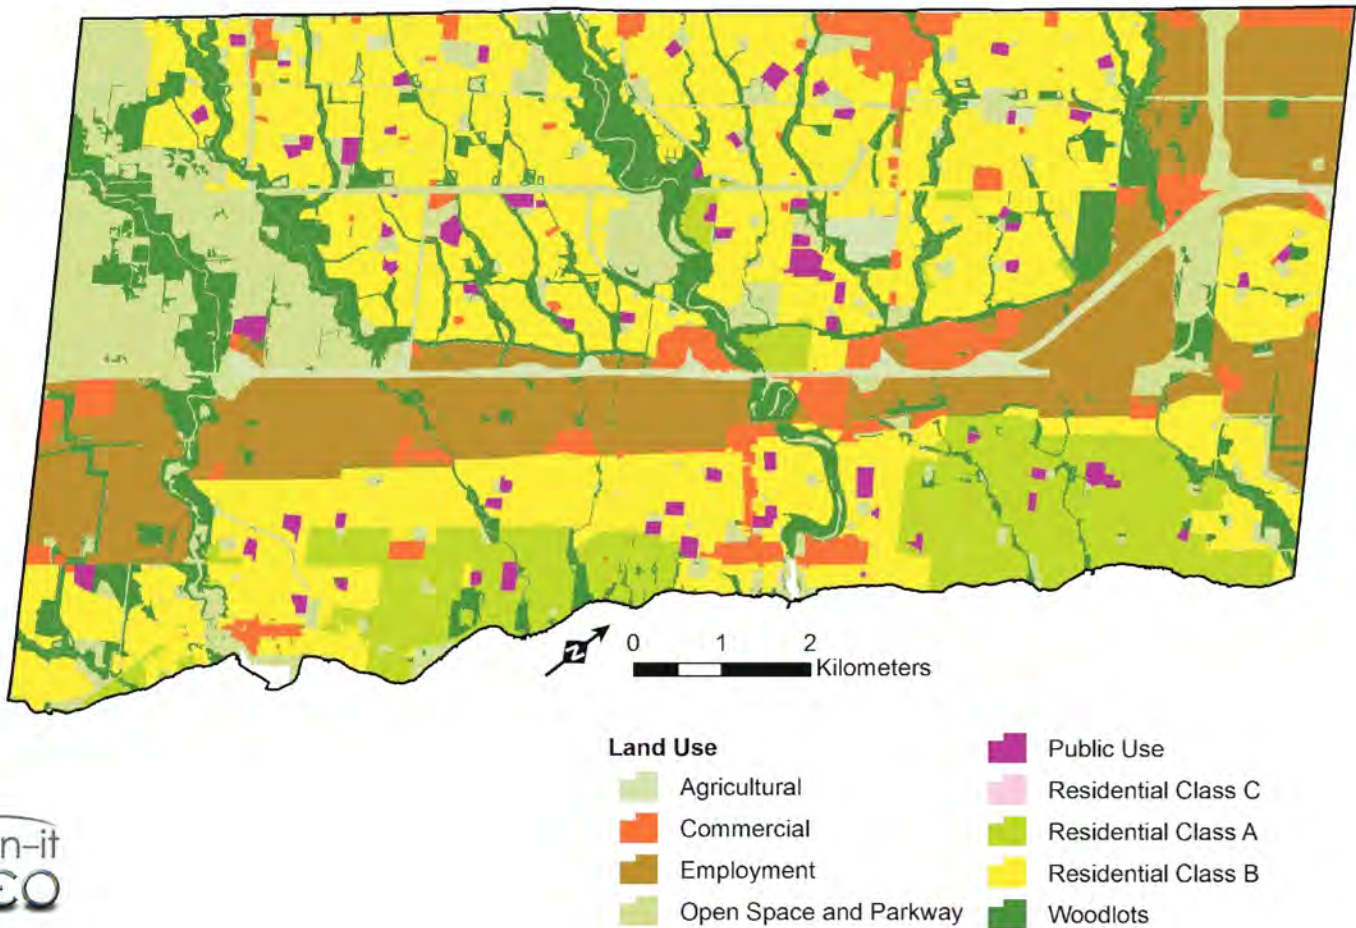 N
0 1 2
Kilometers
Land Use
Agricultural
Commercial
Employment
Open Space and Parkway
Public Use
Residential Class C
Residential Class A
Residential Class B
Woodlots
n-it